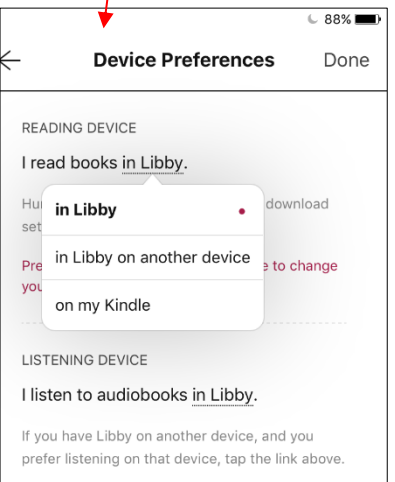 88%
Device Preferences Done
READING DEVICE
I read books in Libby.
in Libby
download
in Libby on another device
e to change
on my Kindle
LISTENING DEVICE
I listen to audiobooks in Libby.
If you have Libby on another device, and you
prefer listening on that device, tap the link above.